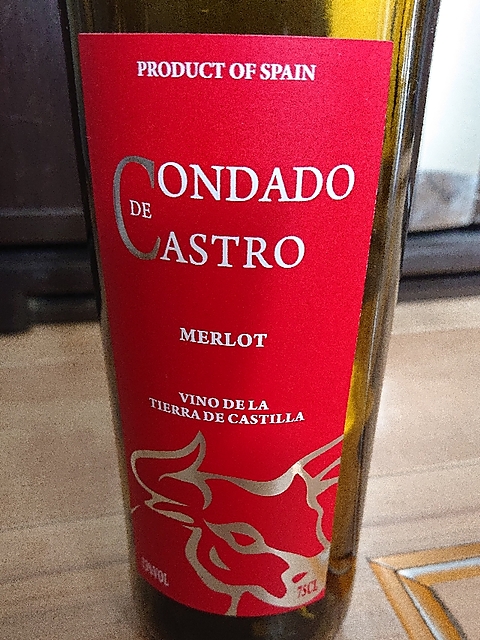 PRODUCT OF SPAIN
CONDADO
DE
CASTRO
MERLOT
VINO DE LA
TIERRA DE CASTILLA
75CL